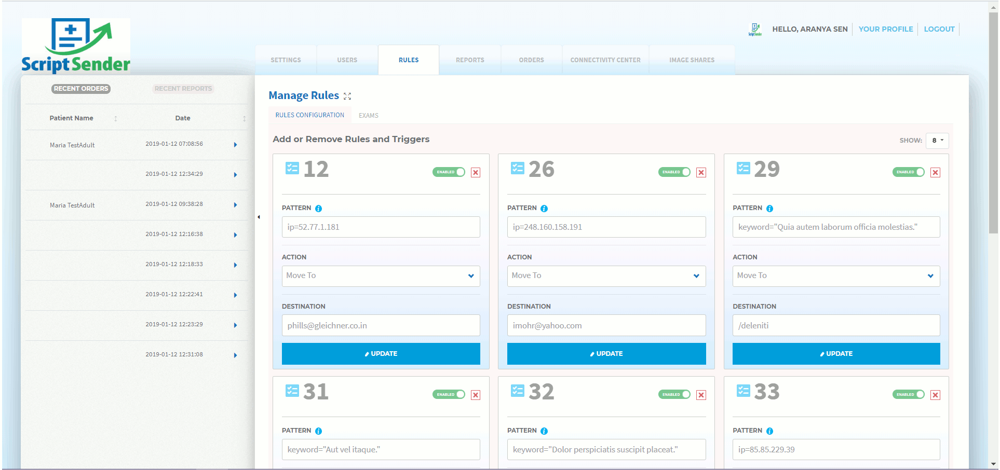 ScriptSender
ScriptSender
HELLO, ARANYA SEN
YOUR PROFILE
LOGOUT
SETTINGS
USERS
RULES
REPORTS
ORDERS
CONNECTIVITY CENTER
IMAGE SHARES
RECENT ORDERS
RECENT REPORTS
Patient Name
Date
Maria TestAdult
2019-01-12 07:08:56
2019-01-12 12:34:29
Maria TestAdult
2019-01-12 09:38:28
2019-01-12 12:16:38
2019-01-12 12:18:33
2019-01-12 12:22:41
2019-01-12 12:23:29
2019-01-12 12:31:08
Manage Rules
RULES CONFIGURATION
EXAMS
Add or Remove Rules and Triggers
SHOW:
8
12
ENABLED
PATTERN
ip=52.77.1.181
ACTION
Move To
DESTINATION
phills@gleichner.co.in
UPDATE
26
ENABLED
PATTERN
ip=248.160.158.191
ACTION
Move To
DESTINATION
imohr@yahoo.com
UPDATE
29
ENABLED
PATTERN
keyword="Quia autem laborum officia molestias."
ACTION
Move To
DESTINATION
/deleniti
UPDATE
31
ENABLED
PATTERN
keyword="Aut vel itaque."
32
ENABLED
PATTERN
keyword="Dolor perspiciatis suscipit placeat."
33
ENABLED
PATTERN
ip=85.85.229.39